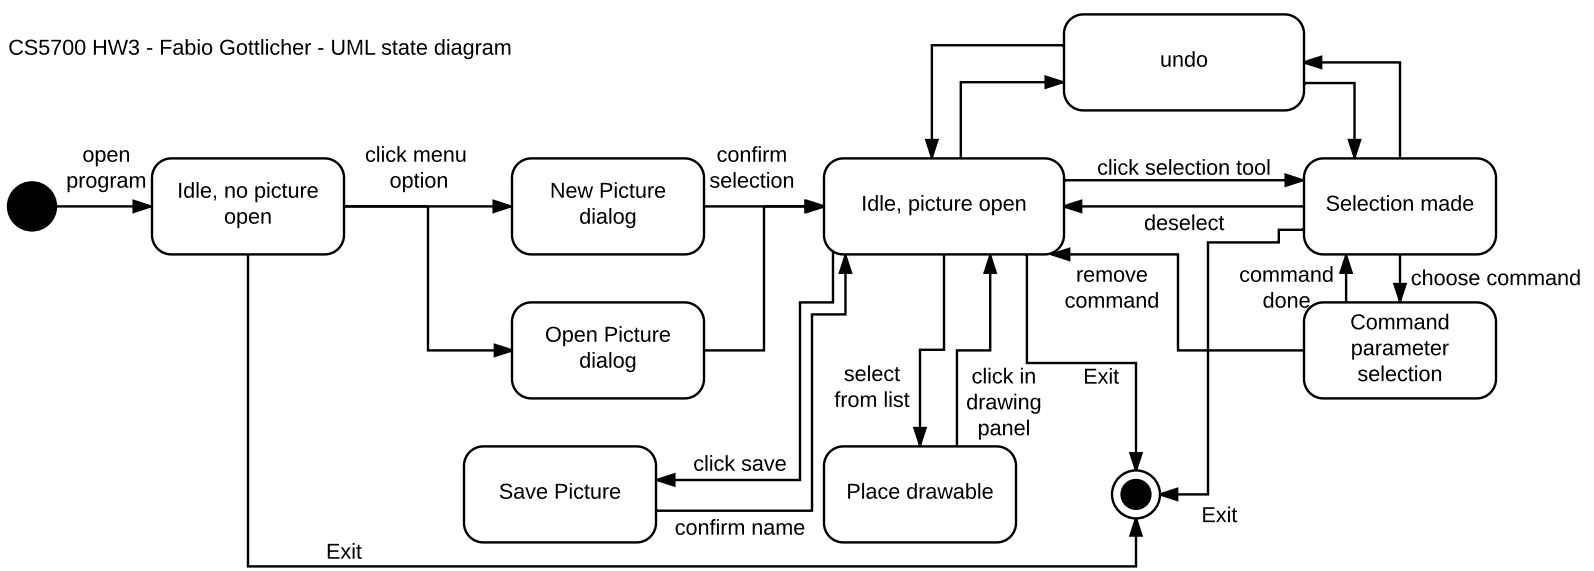 CS5700 HW3 - Fabio Gottlicher - UML state diagram
undo
open
program
Idle, no picture
open
click menu
option
New Picture
dialog
confirm
selection
Idle, picture open
click selection tool
deselect
Selection made
remove
command
command
done
choose command
Open Picture
dialog
Command
parameter
selection
select
from list
click in
drawing
panel
Exit
click save
Save Picture
confirm name
Place drawable
Exit
Exit